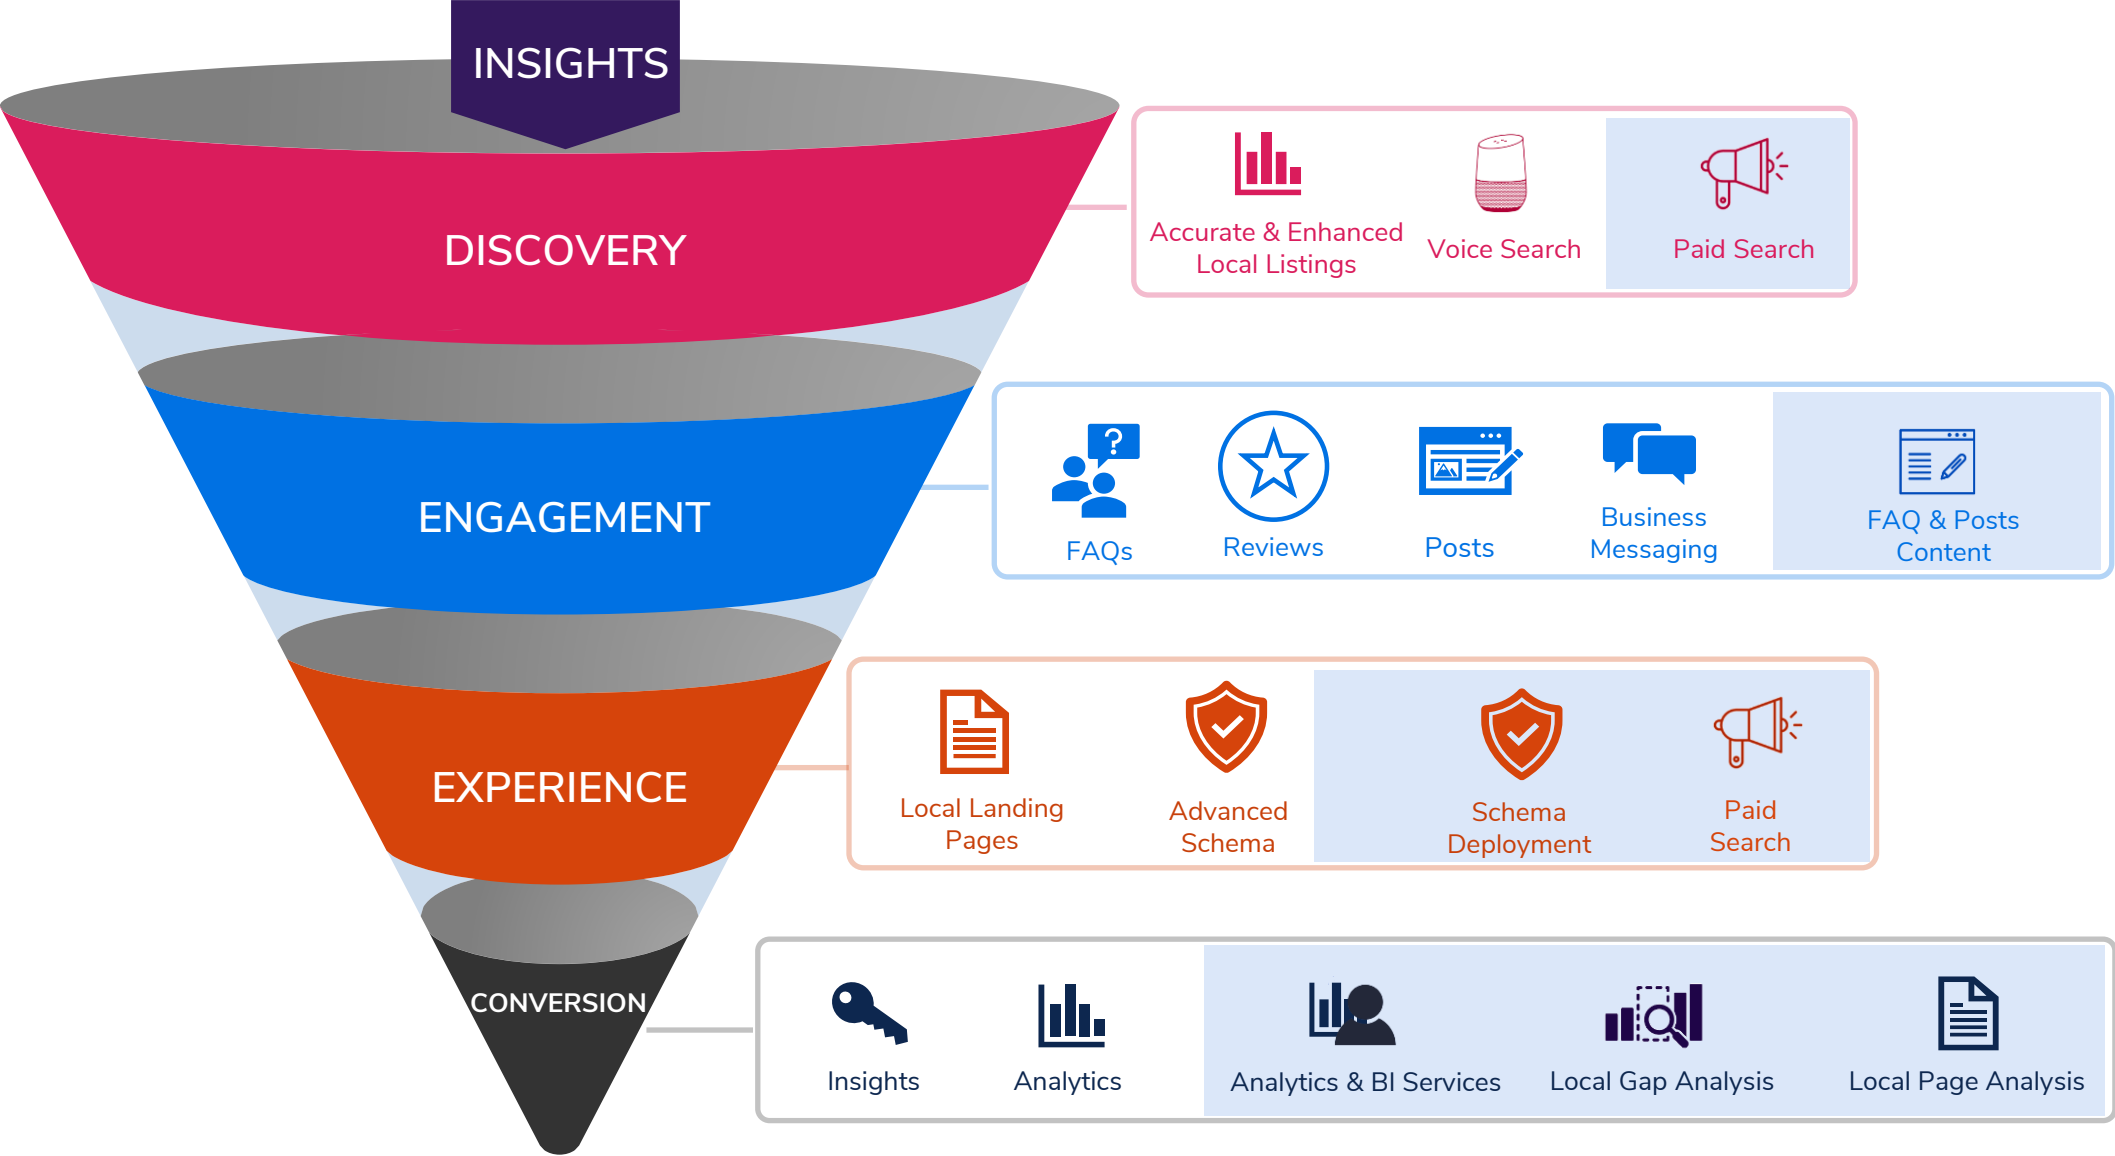 INSIGHTS
DISCOVERY
Accurate & Enhanced
Local Listings
Voice Search
Paid Search
ENGAGEMENT
?
FAQs
Reviews
Posts
Business
Messaging
FAQ & Posts
Content
EXPERIENCE
Local Landing
Pages
Advanced
Schema
Schema
Deployment
Paid
Search
CONVERSION
Insights
Analytics
Analytics & BI Services
Local Gap Analysis
Local Page Analysis